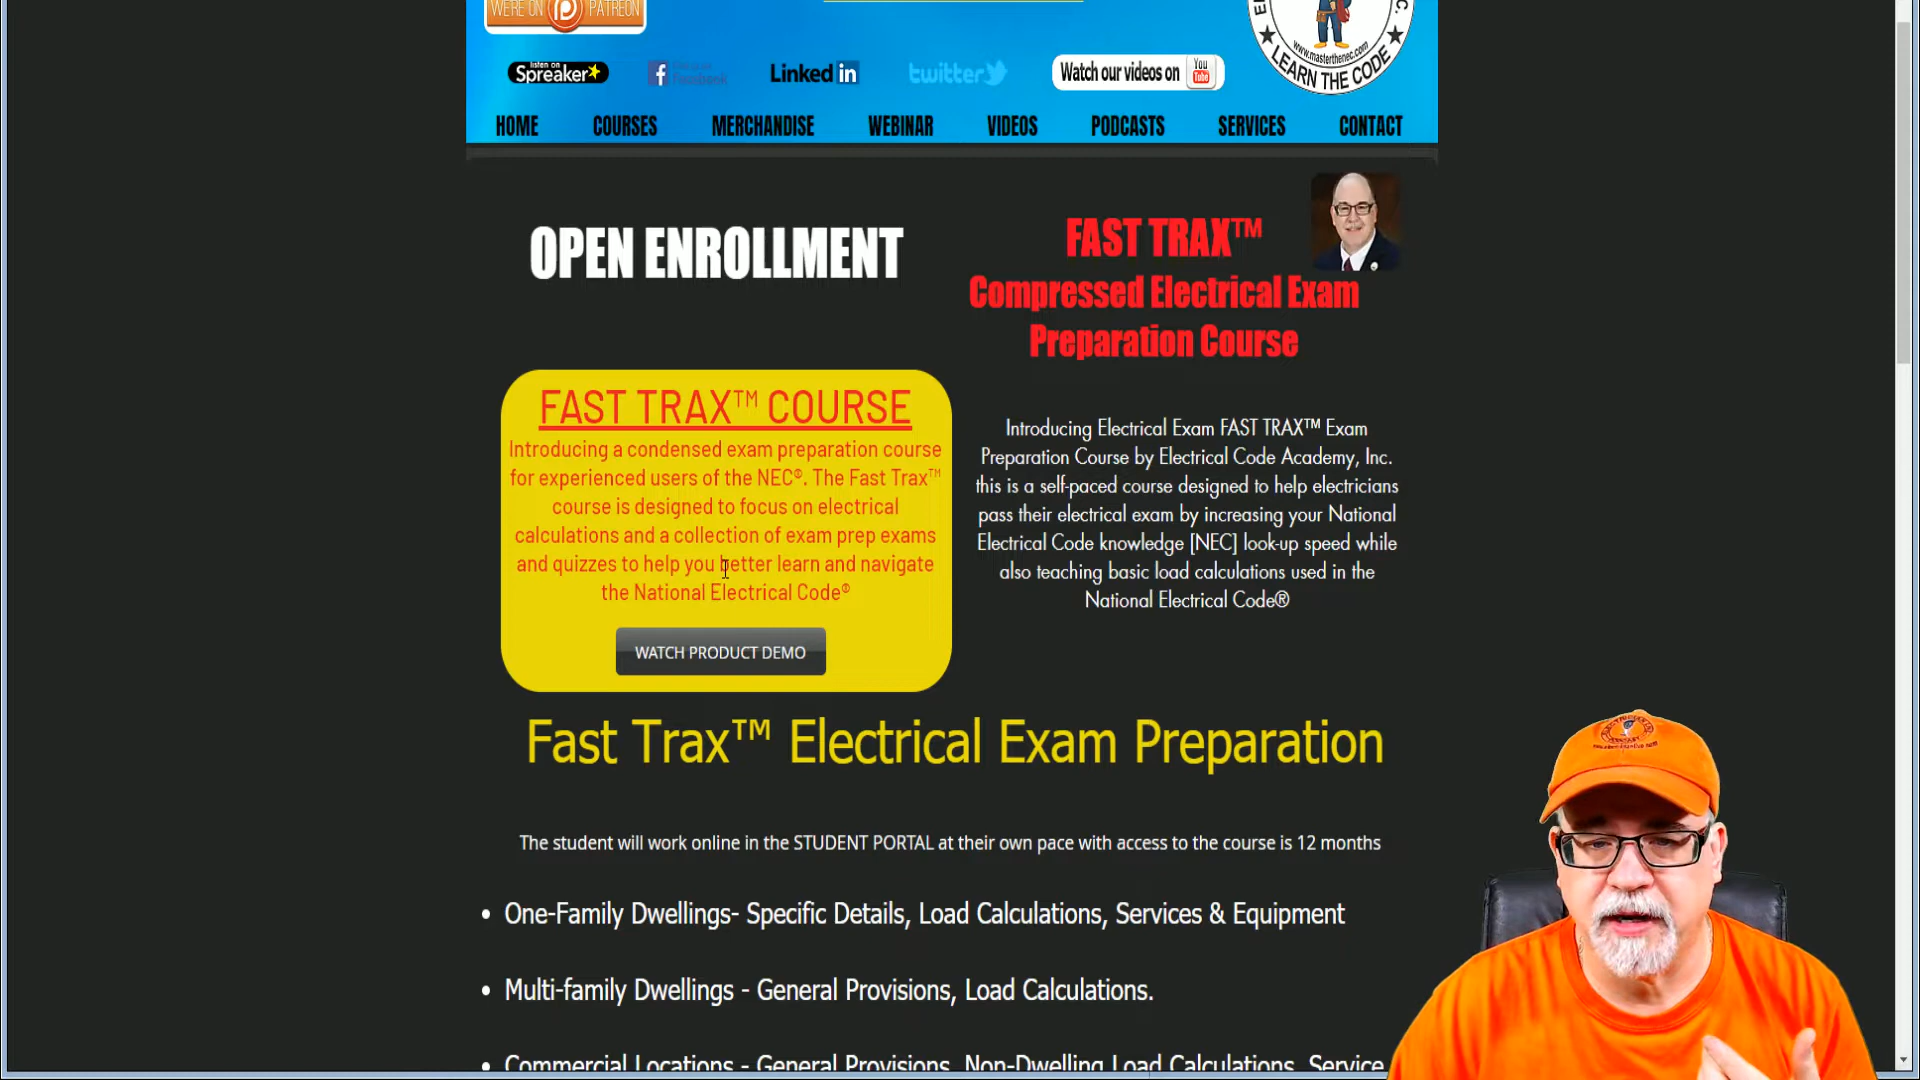 WERE ON PATREON
listen on
Spreaker
facebook
Linked in
twitter
Watch our videos on You Tube
www.masterthenec.com
LEARN THE CODE
HOME COURSES MERCHANDISE WEBINAR VIDEOS PODCASTS SERVICES CONTACT
OPEN ENROLLMENT
FAST TRAX™
Compressed Electrical Exam
Preparation Course
FAST TRAX™ COURSE
Introducing a condensed exam preparation course
for experienced users of the NEC®. The Fast Trax™
course is designed to focus on electrical
calculations and a collection of exam prep exams
and quizzes to help you better learn and navigate
the National Electrical Code®
WATCH PRODUCT DEMO
Introducing Electrical Exam FAST TRAX™ Exam
Preparation Course by Electrical Code Academy, Inc.
this is a self-paced course designed to help electricians
pass their electrical exam by increasing your National
Electrical Code knowledge [NEC] look-up speed while
also teaching basic load calculations used in the
National Electrical Code®
Fast Trax™ Electrical Exam Preparation
The student will work online in the STUDENT PORTAL at their own pace with access to the course is 12 months
• One-Family Dwellings- Specific Details, Load Calculations, Services & Equipment
• Multi-family Dwellings - General Provisions, Load Calculations.
• Commercial Locations - General Provisions, Non-Dwelling Load Calculations, Service